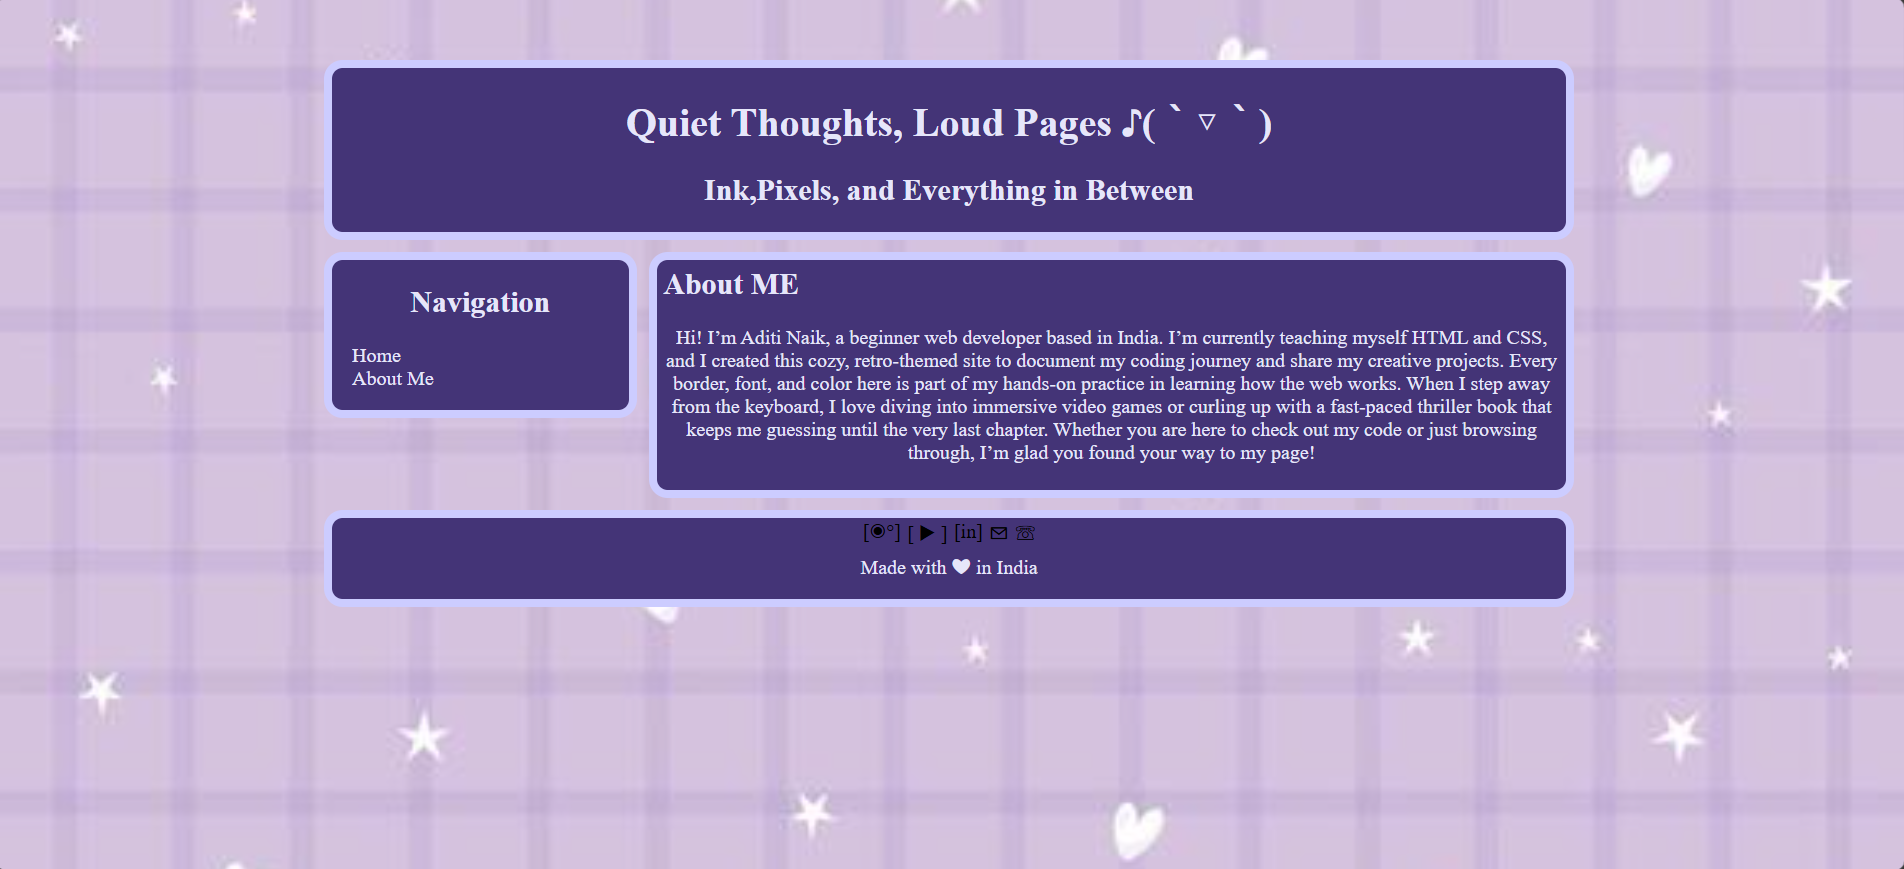 Quiet Thoughts, Loud Pages ♪(｀▽｀)
Ink,Pixels, and Everything in Between
Navigation
Home
About Me
About ME
Hi! I’m Aditi Naik, a beginner web developer based in India. I’m currently teaching myself HTML and CSS,
and I created this cozy, retro-themed site to document my coding journey and share my creative projects. Every
border, font, and color here is part of my hands-on practice in learning how the web works. When I step away
from the keyboard, I love diving into immersive video games or curling up with a fast-paced thriller book that
keeps me guessing until the very last chapter. Whether you are here to check out my code or just browsing
through, I’m glad you found your way to my page!
[◉°] [ ▶ ] [in] 🖂 ☏
Made with ❤ in India